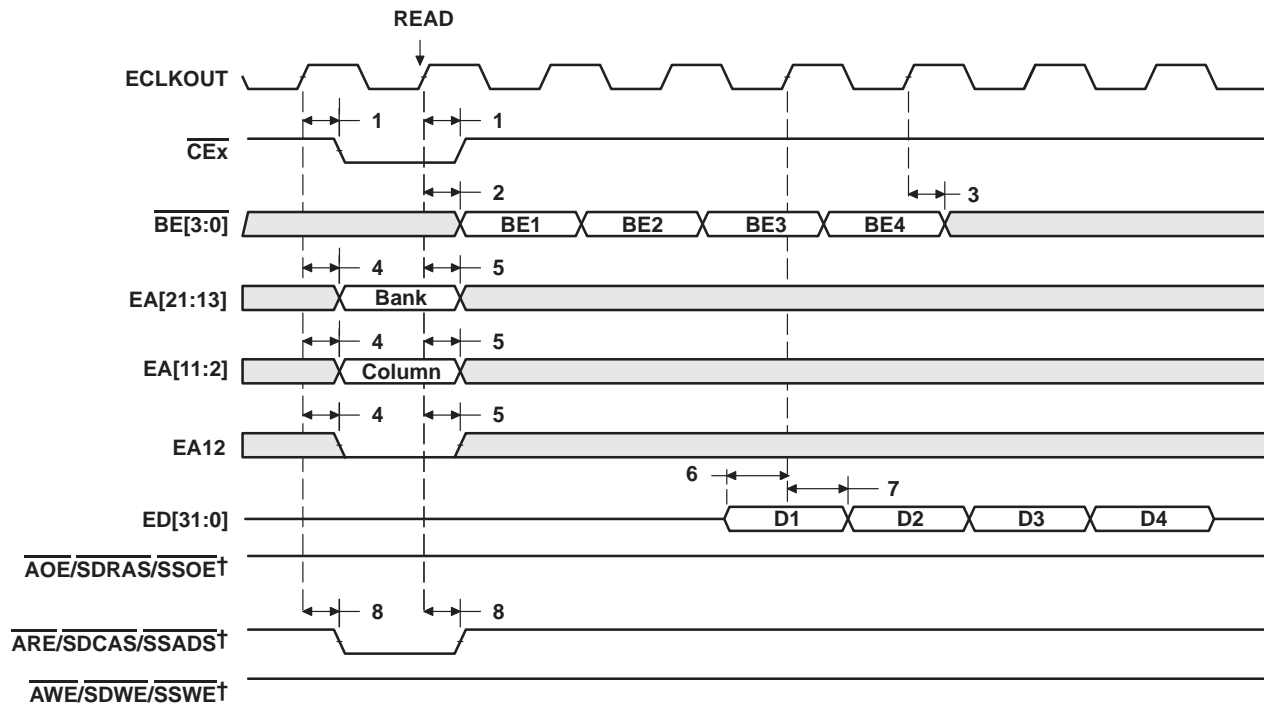 READ
ECLKOUT
1 1
CEx
2 3
BE[3:0] BE1 BE2 BE3 BE4
4 5
EA[21:13] Bank
4 5
EA[11:2] Column
4 5
EA12
6 7
ED[31:0] D1 D2 D3 D4
AOE/SDRAS/SSOE†
8 8
ARE/SDCAS/SSADS†
AWE/SDWE/SSWE†